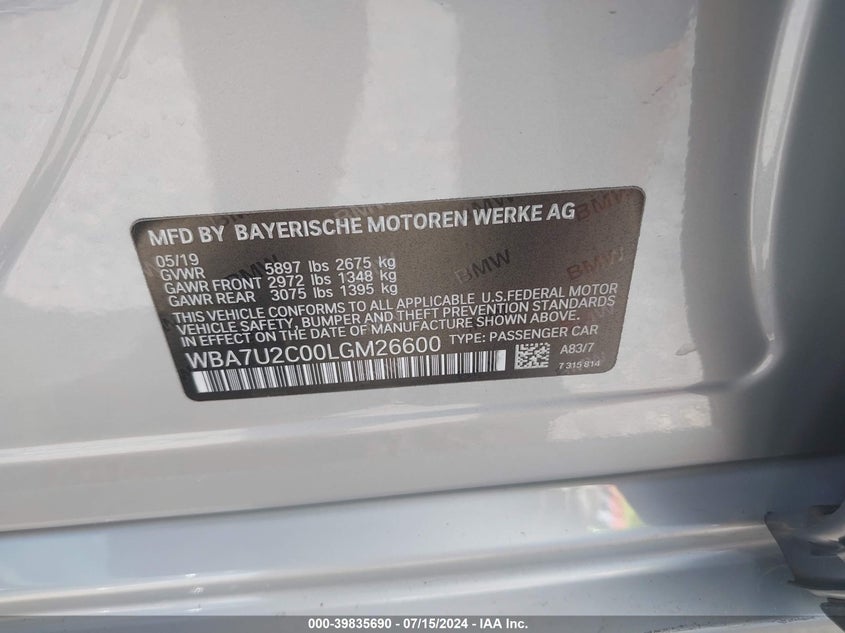 MFD BY BAYERISCHE MOTOREN WERKE AG
05/19
GVWR 5897 lbs 2675 kg
GAWR FRONT 2972 lbs 1348 kg
GAWR REAR 3075 lbs 1395 kg
THIS VEHICLE CONFORMS TO ALL APPLICABLE U.S.FEDERAL MOTOR
VEHICLE SAFETY, BUMPER AND THEFT PREVENTION STANDARDS
IN EFFECT ON THE DATE OF MANUFACTURE SHOWN ABOVE.
WBA7U2C00LGM26600 TYPE: PASSENGER CAR
A83/7
7 315 814
BMW
BMW
BMW
000-39835690 - 07/15/2024 - IAA Inc.